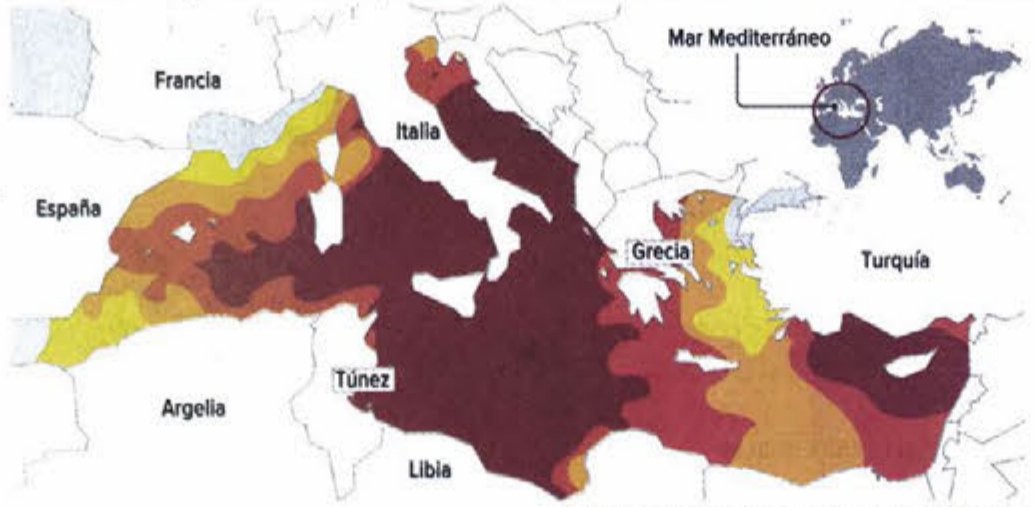 Mar Mediterráneo
Francia
Italia
España
Grecia
Turquía
Túnez
Argelia
Libia